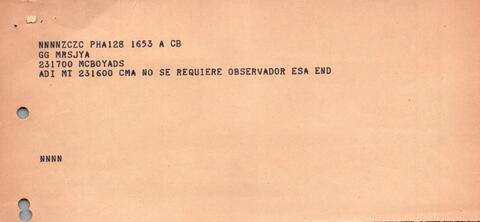 NNNNZCZC PHA128 1653 A CB
GG MRSJYA
231700 MCBOYADS
ADI MT 231600 CMA NO SE REQUIERE OBSERVADOR ESA END
NNNN